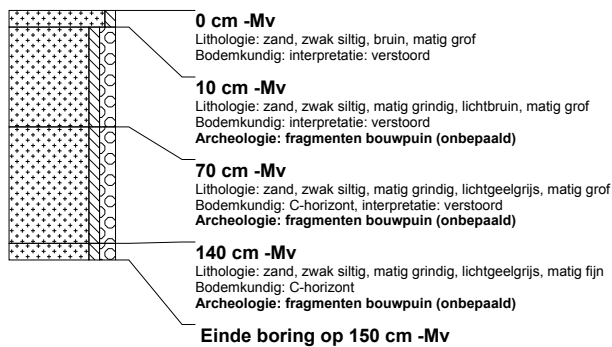 0 cm -Mv
Lithologie: zand, zwak siltig, bruin, matig grof
Bodemkundig: interpretatie: verstoord
10 cm -Mv
Lithologie: zand, zwak siltig, matig grindig, lichtbruin, matig grof
Bodemkundig: interpretatie: verstoord
Archeologie: fragmenten bouwpuin (onbepaald)
70 cm -Mv
Lithologie: zand, zwak siltig, matig grindig, lichtgeelgrijs, matig grof
Bodemkundig: C-horizont, interpretatie: verstoord
Archeologie: fragmenten bouwpuin (onbepaald)
140 cm -Mv
Lithologie: zand, zwak siltig, matig grindig, lichtgeelgrijs, matig fijn
Bodemkundig: C-horizont
Archeologie: fragmenten bouwpuin (onbepaald)
Einde boring op 150 cm -Mv